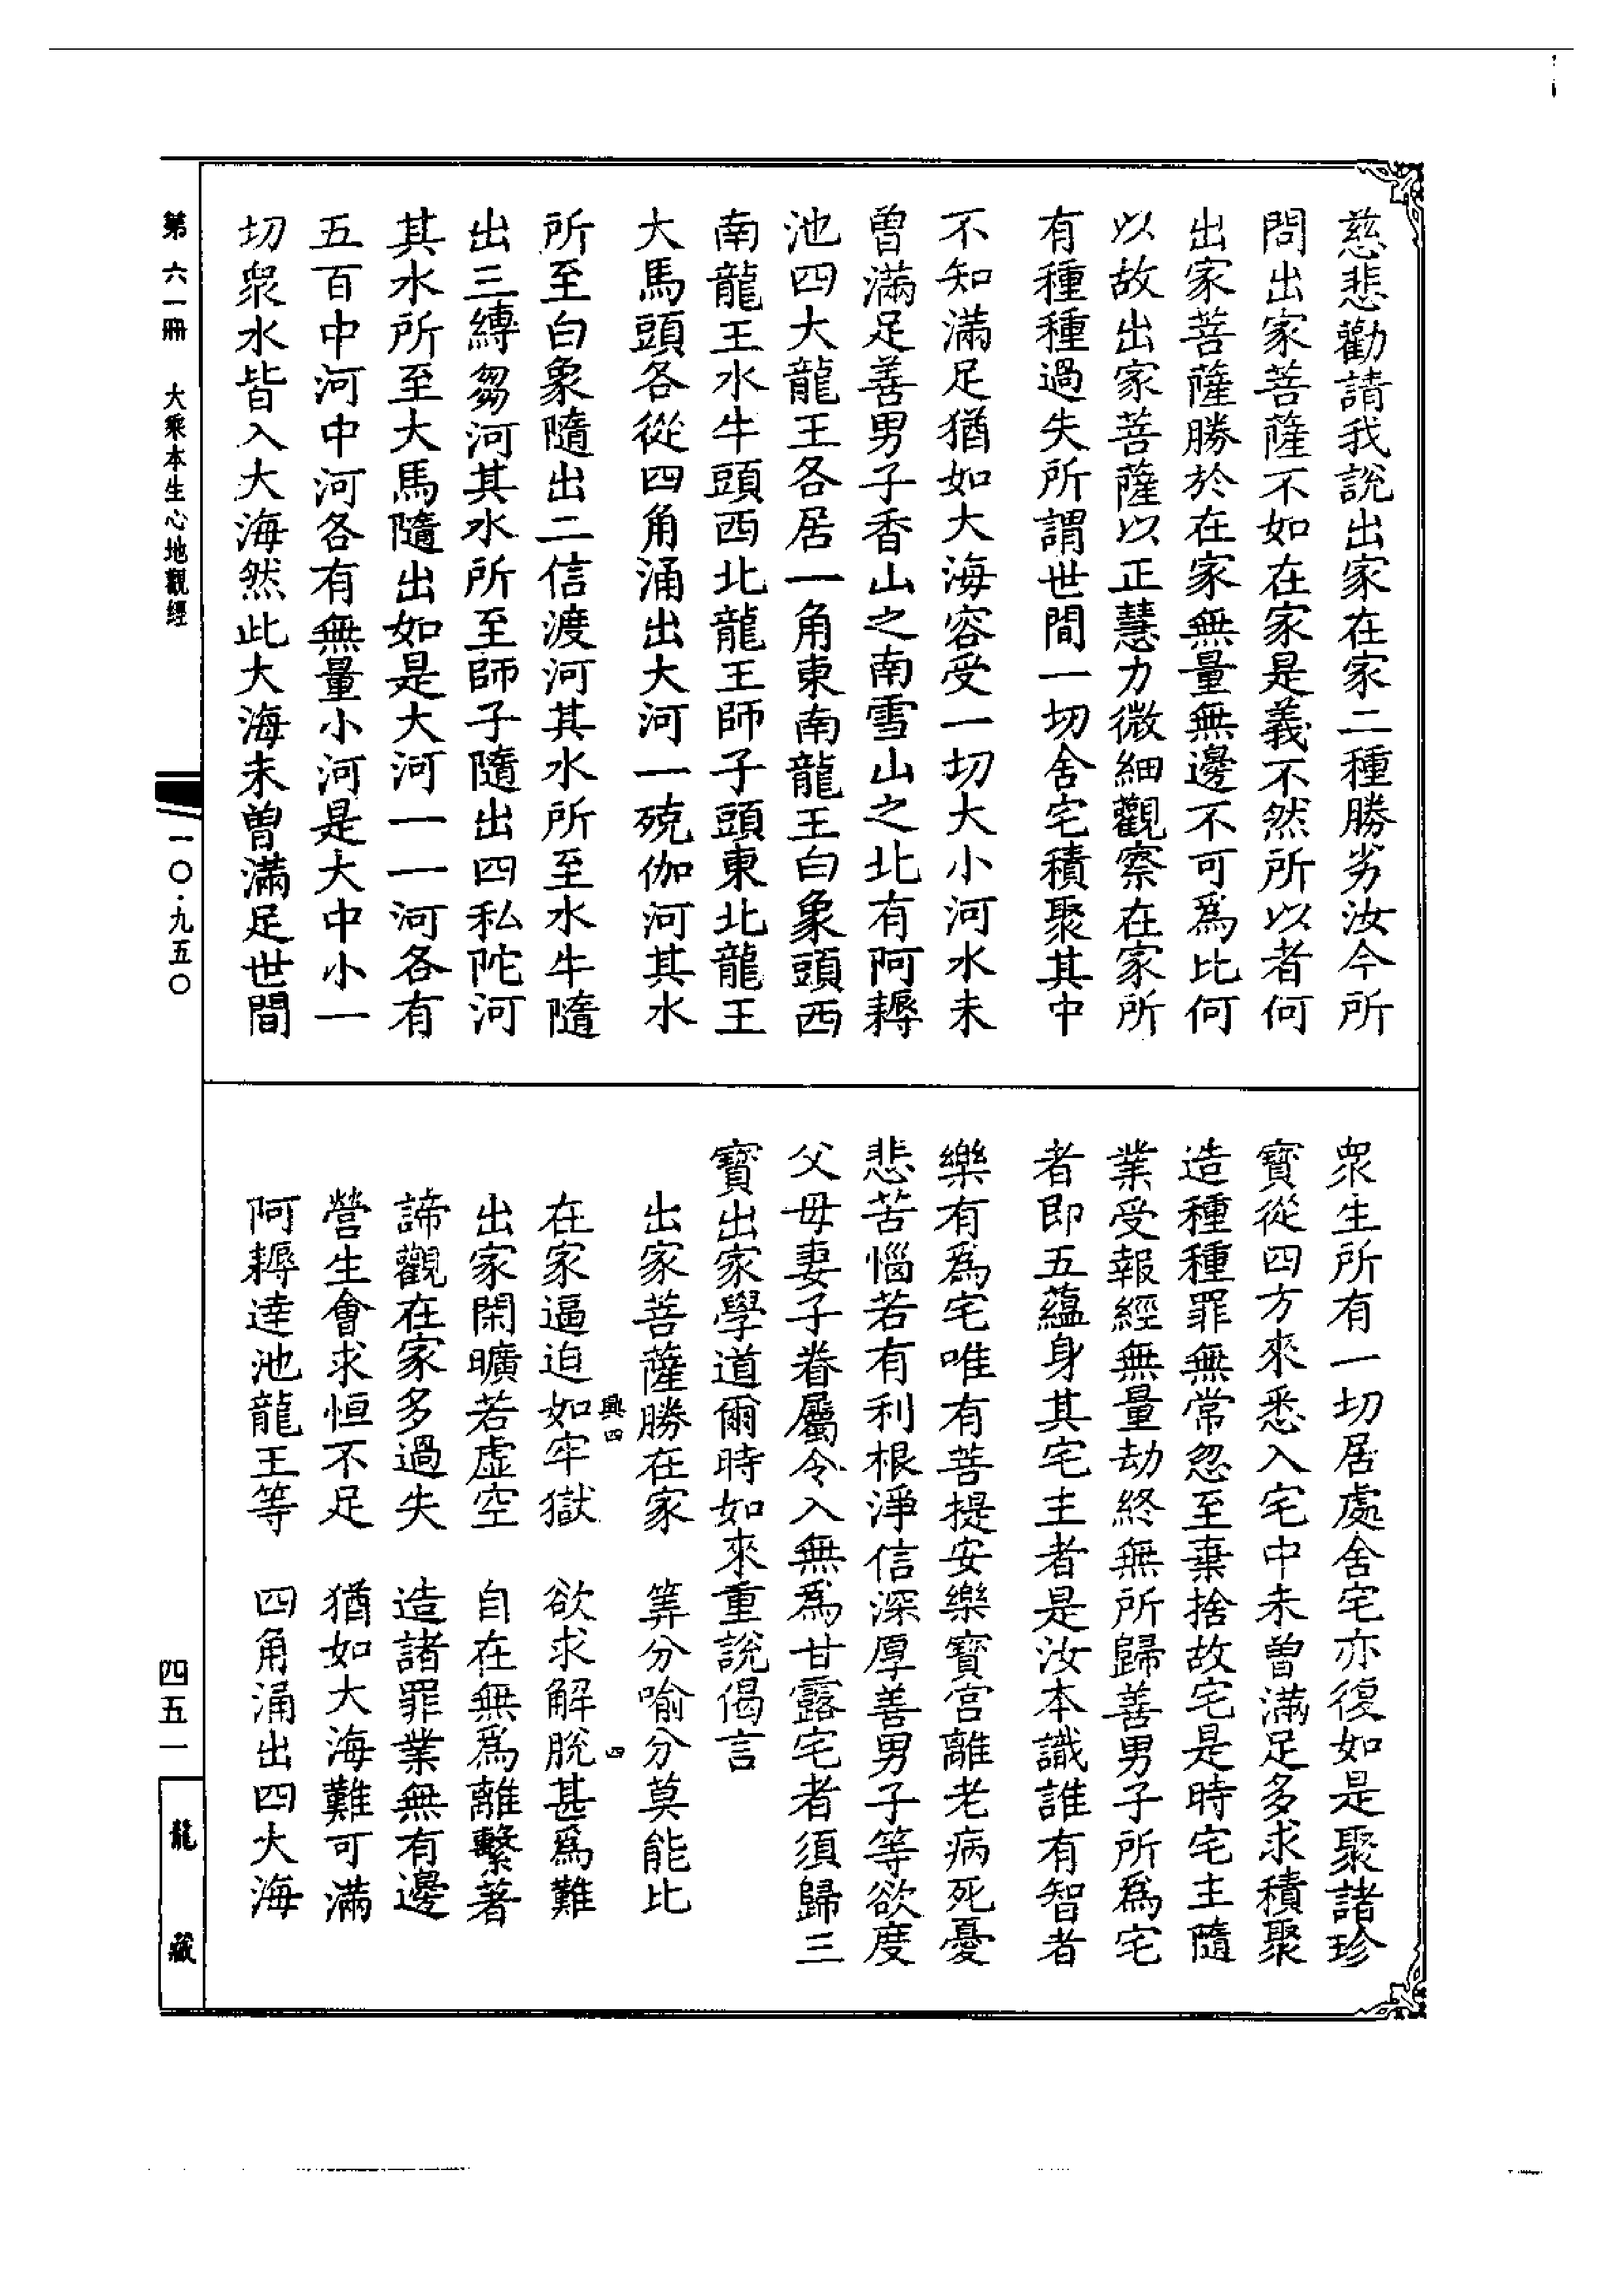 慈悲勸請我說出家在家二種勝劣汝今所
問出家菩薩不如在家是義不然所以者何
出家菩薩勝於在家無量無邊不可爲比何
以故出家菩薩以正慧力微細觀察在家所
有種種過失所謂世間一切舍宅積聚其中
不知滿足猶如大海容受一切大小河水未
曾滿足善男子香山之南雪山之北有阿耨
池四大龍王各居一角東南龍王白象頭西
南龍王水牛頭西北龍王師子頭東北龍王
大馬頭各從四角涌出大河一殑伽河其水
所至白象隨出二信渡河其水所至水牛隨
出三縛芻河其水所至師子隨出四私陀河
其水所至大馬隨出如是大河一一河各有
五百中河中河各有無量小河是大中小一
切衆水皆入大海然此大海未曾滿足世間
衆生所有一切居處舍宅亦復如是聚諸珍
寳從四方來悉入宅中未曾滿足多求積聚
造種種罪無常忽至棄捨故宅是時宅主隨
業受報經無量劫終無所歸善男子所爲宅
者即五蘊身其宅主者是汝本識誰有智者
樂有爲宅唯有菩提安樂寳宮離老病死憂
悲苦惱若有利根淨信深厚善男子等欲度
父母妻子眷屬令入無爲甘露宅者須歸三
寳出家學道爾時如來重說偈言
出家菩薩勝在家　筭分喻分莫能比
興四　四
在家逼迫如牢獄　欲求解脫甚爲難
出家閑曠若虛空　自在無爲離繫著
諦觀在家多過失　造諸罪業無有邊
營生會求恒不足　猶如大海難可滿
阿耨達池龍王等　四角涌出四大海
第六一冊　大乘本生心地觀經
一〇·九五〇
四五一
龍藏